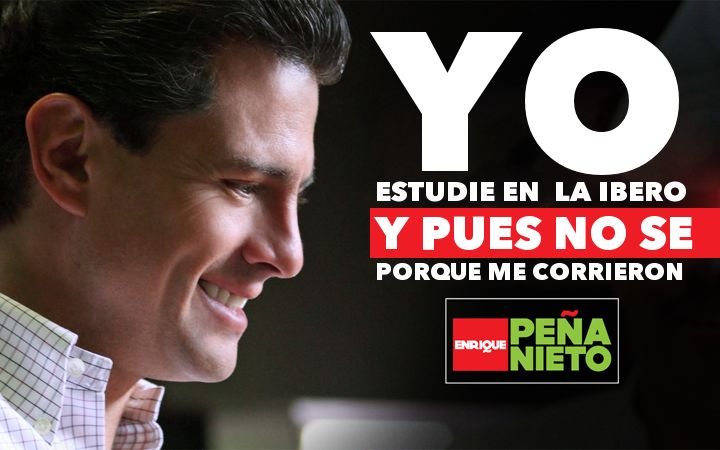 YO
ESTUDIE EN LA IBERO
Y PUES NO SE
PORQUE ME CORRIERON
ENRIQUE
PEÑA
NIETO